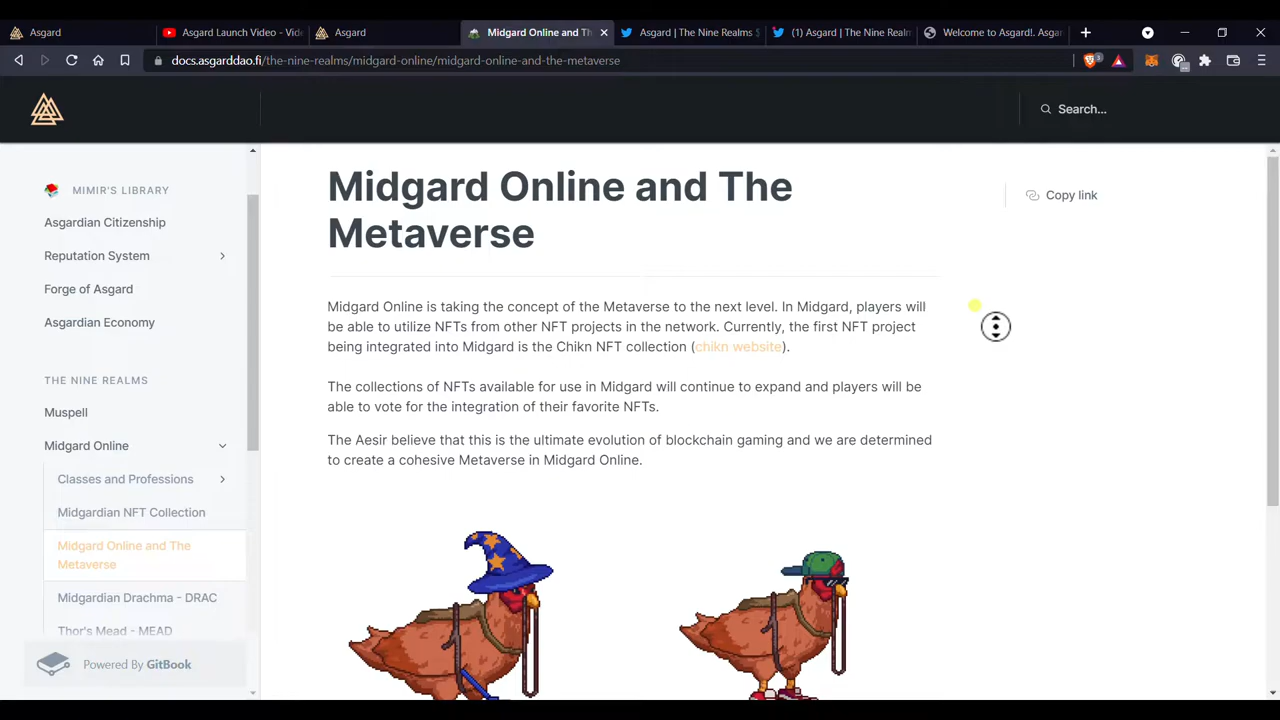 Asgard
Asgard Launch Video - Vide
Asgard
Midgard Online and Th
Asgard | The Nine Realms $
(1) Asgard | The Nine Realm
Welcome to Asgard!. Asgar
docs.asgarddao.fi/the-nine-realms/midgard-online/midgard-online-and-the-metaverse
3
Search...
MIMIR'S LIBRARY
Asgardian Citizenship
Reputation System
Forge of Asgard
Asgardian Economy
THE NINE REALMS
Muspell
Midgard Online
Classes and Professions
Midgardian NFT Collection
Midgard Online and The
Metaverse
Midgardian Drachma - DRAC
Thor's Mead - MEAD
Powered By GitBook
Midgard Online and The
Metaverse
Copy link
Midgard Online is taking the concept of the Metaverse to the next level. In Midgard, players will
be able to utilize NFTs from other NFT projects in the network. Currently, the first NFT project
being integrated into Midgard is the Chikn NFT collection (chikn website).
The collections of NFTs available for use in Midgard will continue to expand and players will be
able to vote for the integration of their favorite NFTs.
The Aesir believe that this is the ultimate evolution of blockchain gaming and we are determined
to create a cohesive Metaverse in Midgard Online.